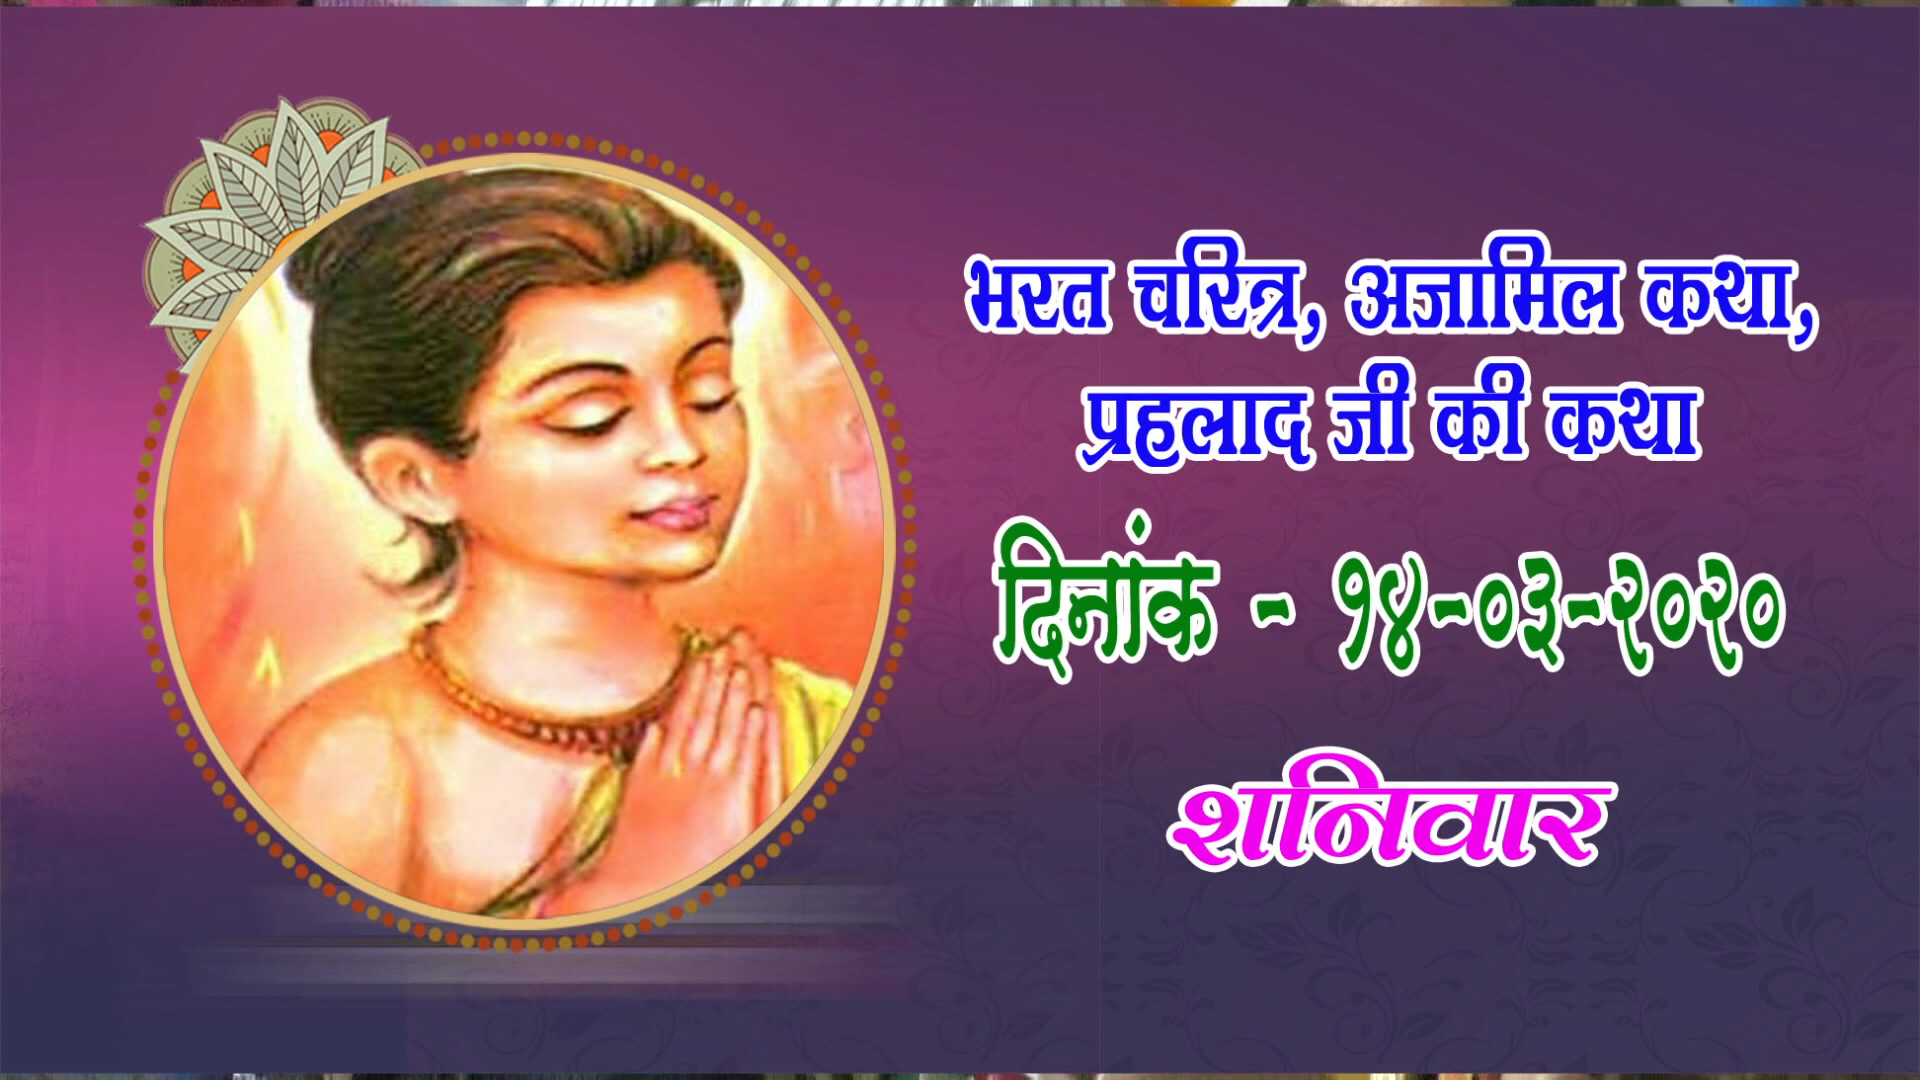 भरत चरित्र, अजामिल कथा,
प्रहलाद जी की कथा
दिनांक - १४-०३-२०२०
शनिवार